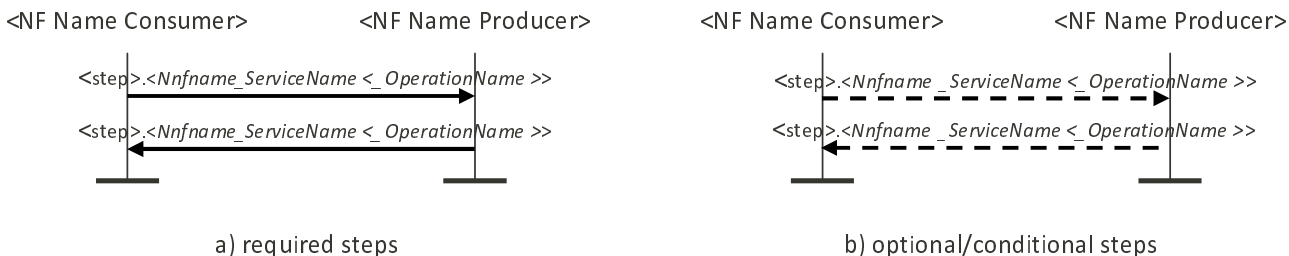 <NF Name Consumer> <NF Name Producer>
<step>.<Nnfname_ServiceName <_OperationName >>
<step>.<Nnfname_ServiceName <_OperationName >>
a) required steps
<NF Name Consumer> <NF Name Producer>
<step>.<Nnfname _ServiceName <_OperationName >>
<step>.<Nnfname _ServiceName <_OperationName >>
b) optional/conditional steps